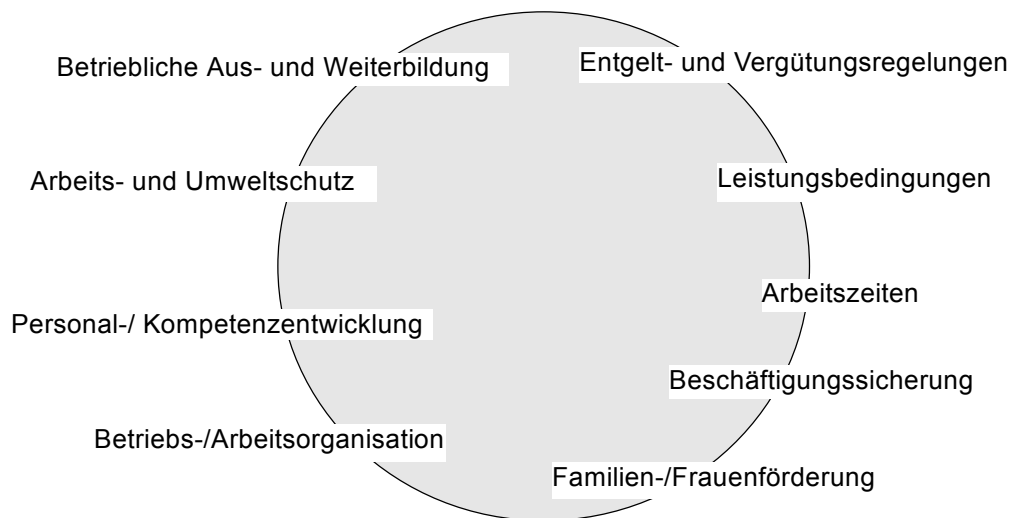 Betriebliche Aus- und Weiterbildung
Entgelt- und Vergütungsregelungen
Arbeits- und Umweltschutz
Leistungsbedingungen
Arbeitszeiten
Personal-/ Kompetenzentwicklung
Beschäftigungssicherung
Betriebs-/Arbeitsorganisation
Familien-/Frauenförderung